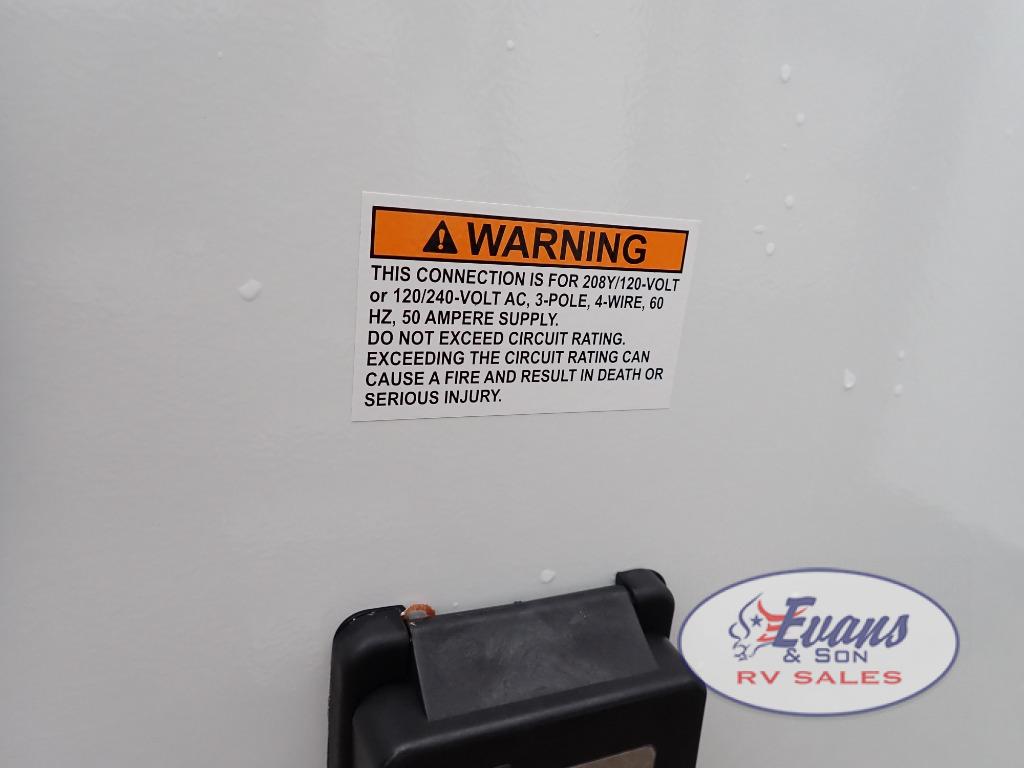 WARNING
THIS CONNECTION IS FOR 208Y/120-VOLT
or 120/240-VOLT AC, 3-POLE, 4-WIRE, 60
HZ, 50 AMPERE SUPPLY.
DO NOT EXCEED CIRCUIT RATING.
EXCEEDING THE CIRCUIT RATING CAN
CAUSE A FIRE AND RESULT IN DEATH OR
SERIOUS INJURY.
Evans
& SON
RV SALES